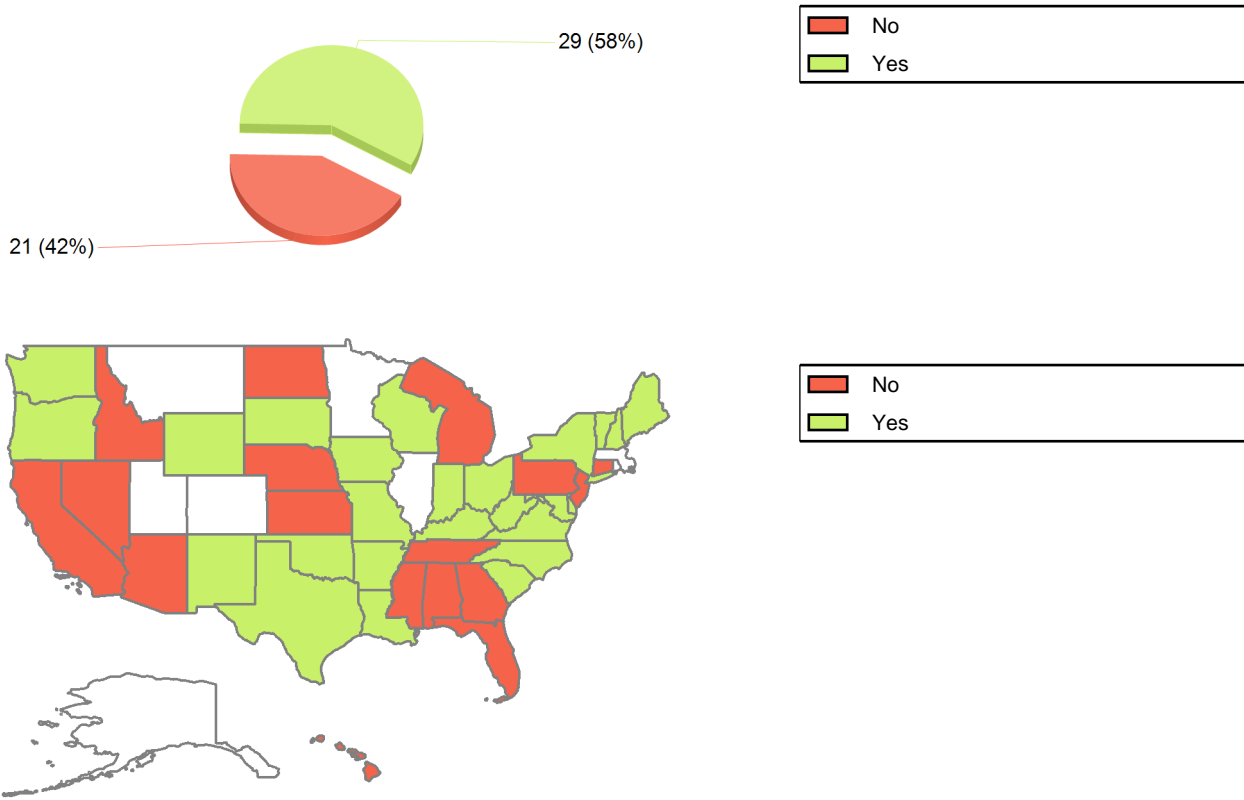 29 (58%)
No
Yes
21 (42%)
No
Yes